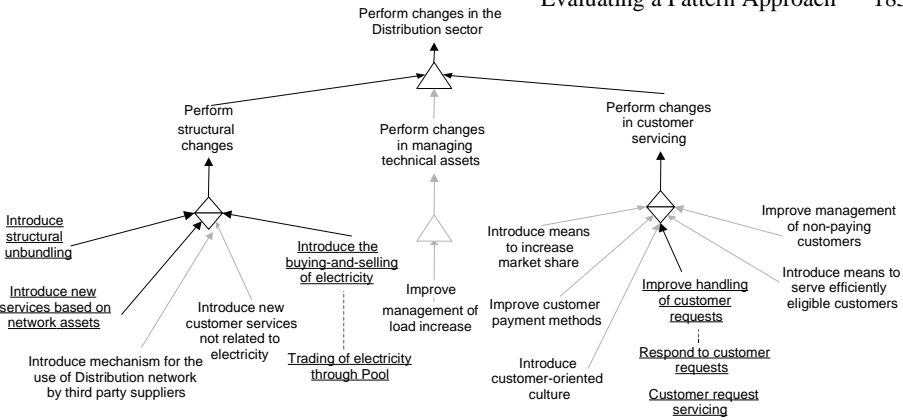 Evaluating a Pattern Approach
Perform changes in the
Distribution sector
Perform
structural
changes
Perform changes
in managing
technical assets
Perform changes
in customer
servicing
Introduce
structural
unbundling
Introduce new
services based on
network assets
Introduce mechanism for the
use of Distribution network
by third party suppliers
Introduce new
customer services
not related to
electricity
Introduce the
buying-and-selling
of electricity
Trading of electricity
through Pool
Improve
management of
load increase
Introduce means
to increase
market share
Improve customer
payment methods
Introduce
customer-oriented
culture
Improve handling
of customer
requests
Respond to customer
requests
Customer request
servicing
Improve management
of non-paying
customers
Introduce means to
serve efficiently
eligible customers